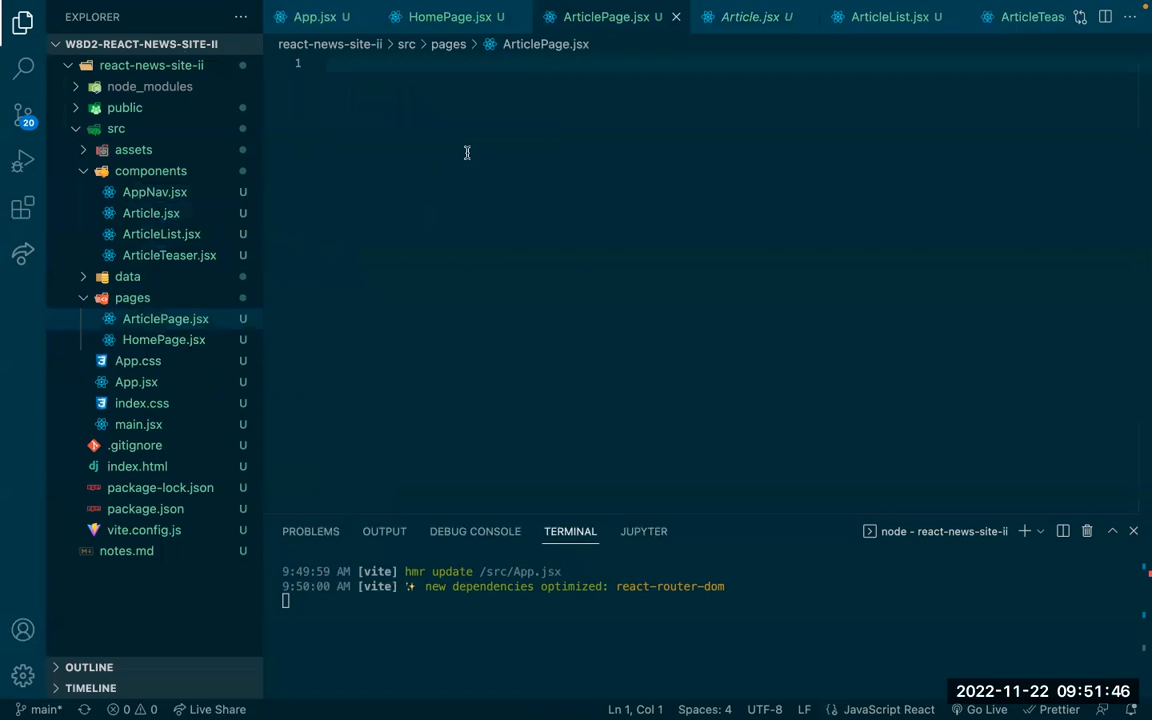 EXPLORER
App.jsx U
HomePage.jsx U
ArticlePage.jsx U
Article.jsx U
ArticleList.jsx U
ArticleTeas
W8D2-REACT-NEWS-SITE-II
react-news-site-ii > src > pages > ArticlePage.jsx
react-news-site-ii
1
node_modules
public
src
20
assets
components
AppNav.jsx U
Article.jsx U
ArticleList.jsx U
ArticleTeaser.jsx U
data
pages
ArticlePage.jsx U
HomePage.jsx U
App.css U
App.jsx U
index.css U
main.jsx U
.gitignore U
index.html U
package-lock.json U
package.json U
vite.config.js U
notes.md U
PROBLEMS OUTPUT DEBUG CONSOLE TERMINAL JUPYTER
node - react-news-site-ii
9:49:59 AM [vite] hmr update /src/App.jsx
9:50:00 AM [vite] ✨ new dependencies optimized: react-router-dom
OUTLINE
TIMELINE
2022-11-22 09:51:46
main* 0 0 Live Share Ln 1, Col 1 Spaces: 4 UTF-8 LF JavaScript React Go Live Prettier